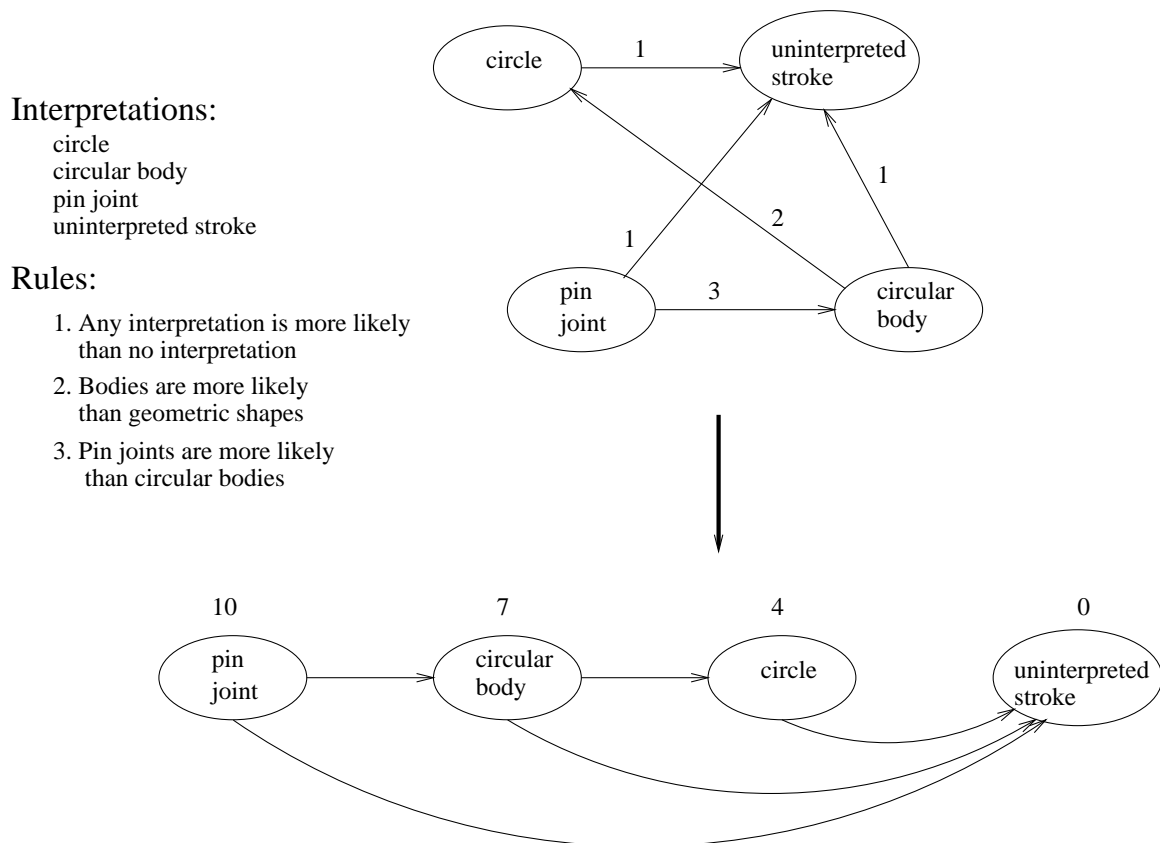 Interpretations:
circle
circular body
pin joint
uninterpreted stroke
Rules:
1. Any interpretation is more likely
than no interpretation
2. Bodies are more likely
than geometric shapes
3. Pin joints are more likely
than circular bodies
circle
1
uninterpreted
stroke
1
2
1
pin
joint
3
circular
body
10
7
4
0
pin
joint
circular
body
circle
uninterpreted
stroke